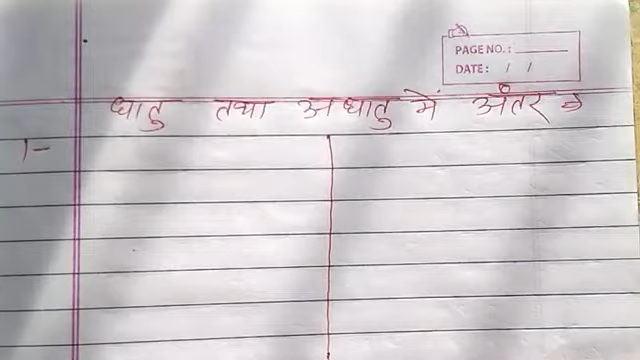 PAGE NO.:
DATE: / /
धातु तथा अधातु में अंतर
1-